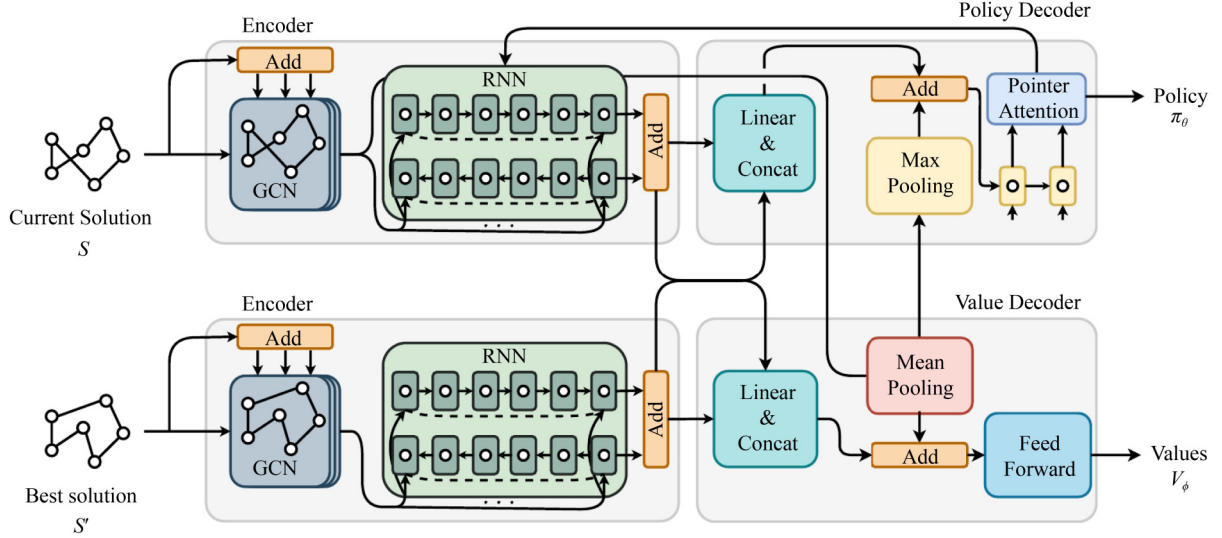 Encoder
Policy Decoder
Add
RNN
GCN
Add
Linear
&
Concat
Add
Max
Pooling
Pointer
Attention
Policy
πθ
Current Solution
S
. . .
Encoder
Value Decoder
Add
RNN
GCN
Add
Linear
&
Concat
Mean
Pooling
Add
Feed
Forward
Values
Vϕ
Best solution
S'
. . .